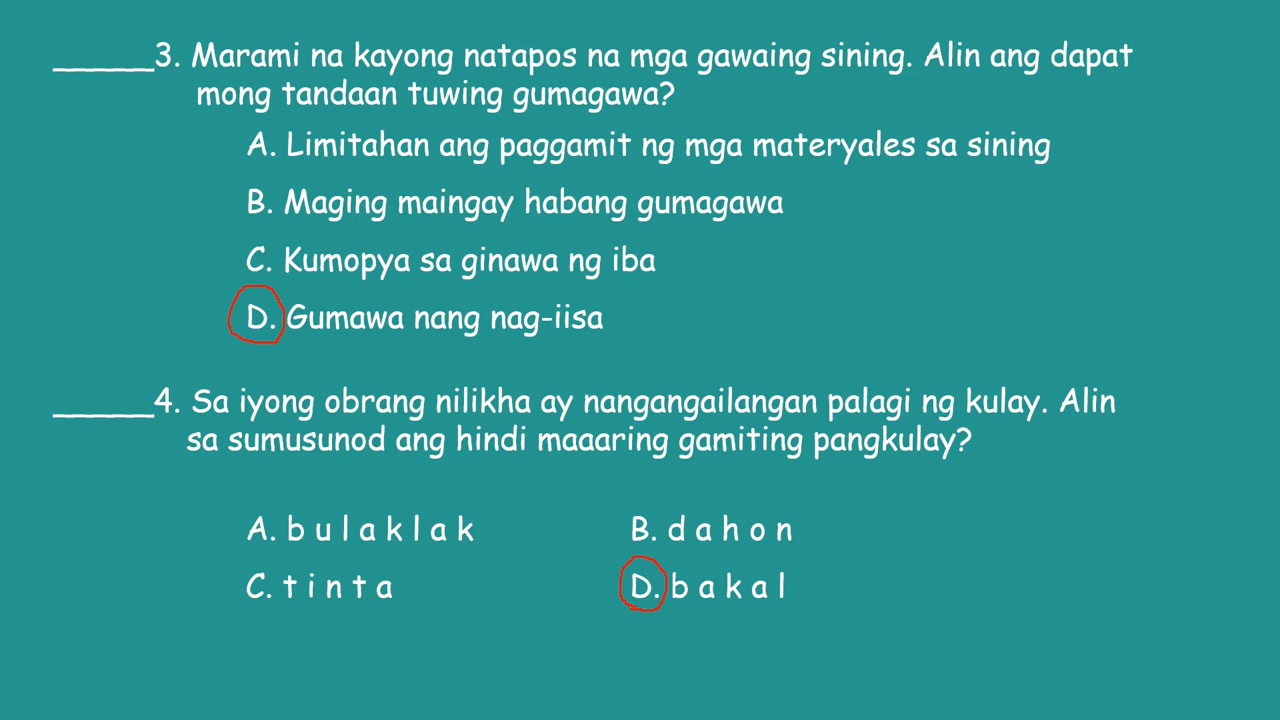 _____3. Marami na kayong natapos na mga gawaing sining. Alin ang dapat
mong tandaan tuwing gumagawa?
A. Limitahan ang paggamit ng mga materyales sa sining
B. Maging maingay habang gumagawa
C. Kumopya sa ginawa ng iba
D. Gumawa nang nag-iisa
_____4. Sa iyong obrang nilikha ay nangangailangan palagi ng kulay. Alin
sa sumusunod ang hindi maaaring gamiting pangkulay?
A. b u l a k l a k B. d a h o n
C. t i n t a D. b a k a l